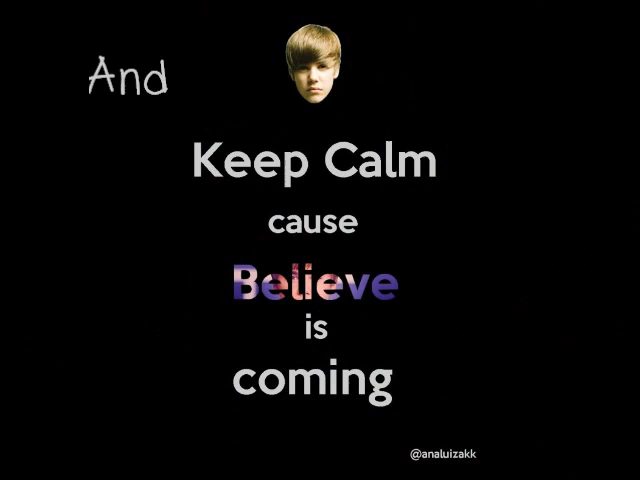 And
Keep Calm
cause
Believe
is
coming
@analuizakk